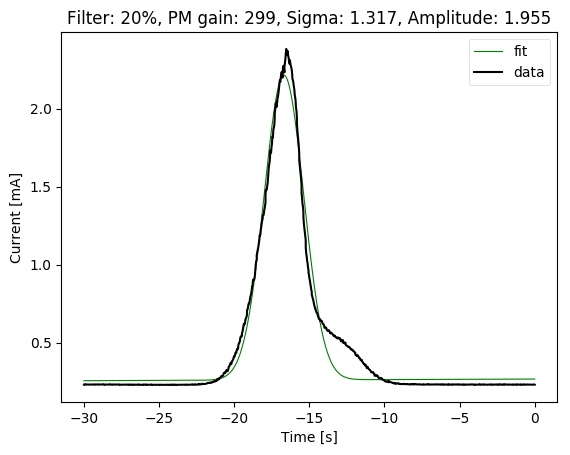 Filter: 20%, PM gain: 299, Sigma: 1.317, Amplitude: 1.955
fit
data
2.0
1.5
1.0
0.5
Current [mA]
−30
−25
−20
−15
−10
−5
0
Time [s]